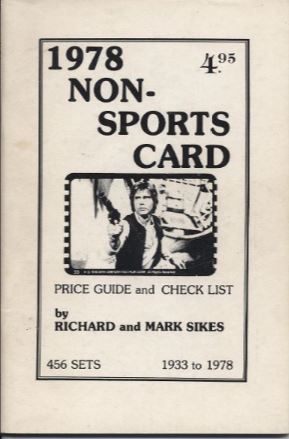 1978
4.95
NON-
SPORTS
CARD
PRICE GUIDE and CHECK LIST
by
RICHARD and MARK SIKES
456 SETS
1933 to 1978